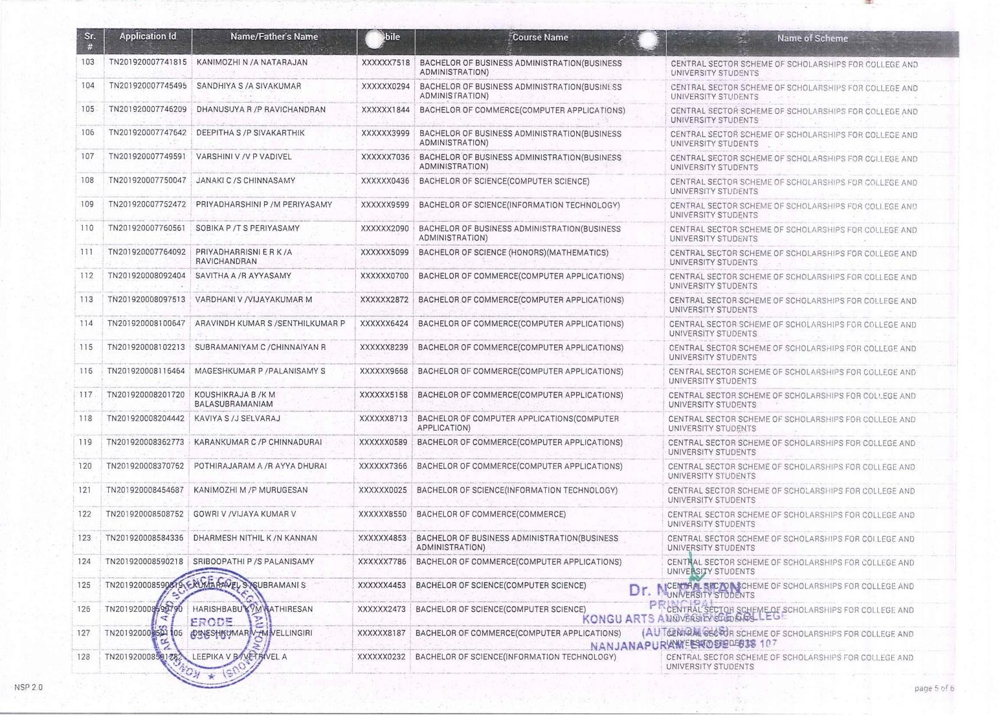 Sr. # Application Id Name/Father's Name bile Course Name Name of Scheme
103 TN201920007741815 KANIMOZHI N /A NATARAJAN XXXXXX7518 BACHELOR OF BUSINESS ADMINISTRATION(BUSINESS CENTRAL SECTOR SCHEME OF SCHOLARSHIPS FOR COLLEGE AND
ADMINISTRATION) UNIVERSITY STUDENTS
104 TN201920007745495 SANDHIYA S /A SIVAKUMAR XXXXXX0294 BACHELOR OF BUSINESS ADMINISTRATION(BUSINESS CENTRAL SECTOR SCHEME OF SCHOLARSHIPS FOR COLLEGE AND
ADMINISTRATION) UNIVERSITY STUDENTS
105 TN201920007746209 DHANUSUYA R /P RAVICHANDRAN XXXXXX1844 BACHELOR OF COMMERCE(COMPUTER APPLICATIONS) CENTRAL SECTOR SCHEME OF SCHOLARSHIPS FOR COLLEGE AND
UNIVERSITY STUDENTS
106 TN201920007747642 DEEPITHA S /P SIVAKARTHIK XXXXXX3999 BACHELOR OF BUSINESS ADMINISTRATION(BUSINESS CENTRAL SECTOR SCHEME OF SCHOLARSHIPS FOR COLLEGE AND
ADMINISTRATION) UNIVERSITY STUDENTS
107 TN201920007749591 VARSHINI V /V P VADIVEL XXXXXX7036 BACHELOR OF BUSINESS ADMINISTRATION(BUSINESS CENTRAL SECTOR SCHEME OF SCHOLARSHIPS FOR COLLEGE AND
ADMINISTRATION) UNIVERSITY STUDENTS
108 TN201920007750047 JANAKI C /S CHINNASAMY XXXXXX0436 BACHELOR OF SCIENCE(COMPUTER SCIENCE) CENTRAL SECTOR SCHEME OF SCHOLARSHIPS FOR COLLEGE AND
UNIVERSITY STUDENTS
109 TN201920007752472 PRIYADHARSHINI P /M PERIYASAMY XXXXXX9599 BACHELOR OF SCIENCE(INFORMATION TECHNOLOGY) CENTRAL SECTOR SCHEME OF SCHOLARSHIPS FOR COLLEGE AND
UNIVERSITY STUDENTS
110 TN201920007760561 SOBIKA P /T S PERIYASAMY XXXXXX2090 BACHELOR OF BUSINESS ADMINISTRATION(BUSINESS CENTRAL SECTOR SCHEME OF SCHOLARSHIPS FOR COLLEGE AND
ADMINISTRATION) UNIVERSITY STUDENTS
111 TN201920007764092 PRIYADHARRISNI E R K /A XXXXXX5099 BACHELOR OF SCIENCE (HONORS)(MATHEMATICS) CENTRAL SECTOR SCHEME OF SCHOLARSHIPS FOR COLLEGE AND
RAVICHANDRAN UNIVERSITY STUDENTS
112 TN201920008092404 SAVITHA A /R AYYASAMY XXXXXX0700 BACHELOR OF COMMERCE(COMPUTER APPLICATIONS) CENTRAL SECTOR SCHEME OF SCHOLARSHIPS FOR COLLEGE AND
UNIVERSITY STUDENTS
113 TN201920008097513 VARDHANI V /VIJAYAKUMAR M XXXXXX2872 BACHELOR OF COMMERCE(COMPUTER APPLICATIONS) CENTRAL SECTOR SCHEME OF SCHOLARSHIPS FOR COLLEGE AND
UNIVERSITY STUDENTS
114 TN201920008100647 ARAVINDH KUMAR S /SENTHILKUMAR P XXXXXX6424 BACHELOR OF COMMERCE(COMPUTER APPLICATIONS) CENTRAL SECTOR SCHEME OF SCHOLARSHIPS FOR COLLEGE AND
UNIVERSITY STUDENTS
115 TN201920008102213 SUBRAMANIYAM C /CHINNAIYAN R XXXXXX8239 BACHELOR OF COMMERCE(COMPUTER APPLICATIONS) CENTRAL SECTOR SCHEME OF SCHOLARSHIPS FOR COLLEGE AND
UNIVERSITY STUDENTS
116 TN201920008116464 MAGESHKUMAR P /PALANISAMY S XXXXXX9668 BACHELOR OF COMMERCE(COMPUTER APPLICATIONS) CENTRAL SECTOR SCHEME OF SCHOLARSHIPS FOR COLLEGE AND
UNIVERSITY STUDENTS
117 TN201920008201720 KOUSHIKRAJA B /K M XXXXXX5158 BACHELOR OF COMMERCE(COMPUTER APPLICATIONS) CENTRAL SECTOR SCHEME OF SCHOLARSHIPS FOR COLLEGE AND
BALASUBRAMANIAM UNIVERSITY STUDENTS
118 TN201920008204442 KAVIYA S /J SELVARAJ XXXXXX8713 BACHELOR OF COMPUTER APPLICATIONS(COMPUTER CENTRAL SECTOR SCHEME OF SCHOLARSHIPS FOR COLLEGE AND
APPLICATION) UNIVERSITY STUDENTS
119 TN201920008362773 KARANKUMAR C /P CHINNADURAI XXXXXX0589 BACHELOR OF COMMERCE(COMPUTER APPLICATIONS) CENTRAL SECTOR SCHEME OF SCHOLARSHIPS FOR COLLEGE AND
UNIVERSITY STUDENTS
120 TN201920008370762 POTHIRAJARAM A /R AYYA DHURAI XXXXXX7366 BACHELOR OF COMMERCE(COMPUTER APPLICATIONS) CENTRAL SECTOR SCHEME OF SCHOLARSHIPS FOR COLLEGE AND
UNIVERSITY STUDENTS
121 TN201920008454687 KANIMOZHI M /P MURUGESAN XXXXXX0025 BACHELOR OF SCIENCE(INFORMATION TECHNOLOGY) CENTRAL SECTOR SCHEME OF SCHOLARSHIPS FOR COLLEGE AND
UNIVERSITY STUDENTS
122 TN201920008508752 GOWRI V /VIJAYA KUMAR V XXXXXX8550 BACHELOR OF COMMERCE(COMMERCE) CENTRAL SECTOR SCHEME OF SCHOLARSHIPS FOR COLLEGE AND
UNIVERSITY STUDENTS
123 TN201920008584336 DHARMESH NITHIL K /N KANNAN XXXXXX4853 BACHELOR OF BUSINESS ADMINISTRATION(BUSINESS CENTRAL SECTOR SCHEME OF SCHOLARSHIPS FOR COLLEGE AND
ADMINISTRATION) UNIVERSITY STUDENTS
124 TN201920008590218 SRIBOOPATHI P /S PALANISAMY XXXXXX7786 BACHELOR OF COMMERCE(COMPUTER APPLICATIONS) CENTRAL SECTOR SCHEME OF SCHOLARSHIPS FOR COLLEGE AND
UNIVERSITY STUDENTS
125 KUMARAVEL S /SUBRAMANI S XXXXXX4453 BACHELOR OF SCIENCE(COMPUTER SCIENCE) CENTRAL SECTOR SCHEME OF SCHOLARSHIPS FOR COLLEGE AND
UNIVERSITY STUDENTS
126 HARISHBABU K /M KATHIRESAN XXXXXX2473 BACHELOR OF SCIENCE(COMPUTER SCIENCE) CENTRAL SECTOR SCHEME OF SCHOLARSHIPS FOR COLLEGE AND
UNIVERSITY STUDENTS
127 DINESHKUMAR V /M VELLINGIRI XXXXXX8187 BACHELOR OF COMMERCE(COMPUTER APPLICATIONS) CENTRAL SECTOR SCHEME OF SCHOLARSHIPS FOR COLLEGE AND
UNIVERSITY STUDENTS
128 LEEPIKA V R /VETRIVEL A XXXXXX0232 BACHELOR OF SCIENCE(INFORMATION TECHNOLOGY) CENTRAL SECTOR SCHEME OF SCHOLARSHIPS FOR COLLEGE AND
UNIVERSITY STUDENTS
KONGU ARTS AND SCIENCE COLLEGE (AUTONOMOUS) ★
ERODE
638 107
Dr. N. RAMAN
PRINCIPAL
KONGU ARTS AND SCIENCE COLLEGE
(AUTONOMOUS)
NANJANAPURAM, ERODE - 638 107
NSP 2.0 page 5 of 6